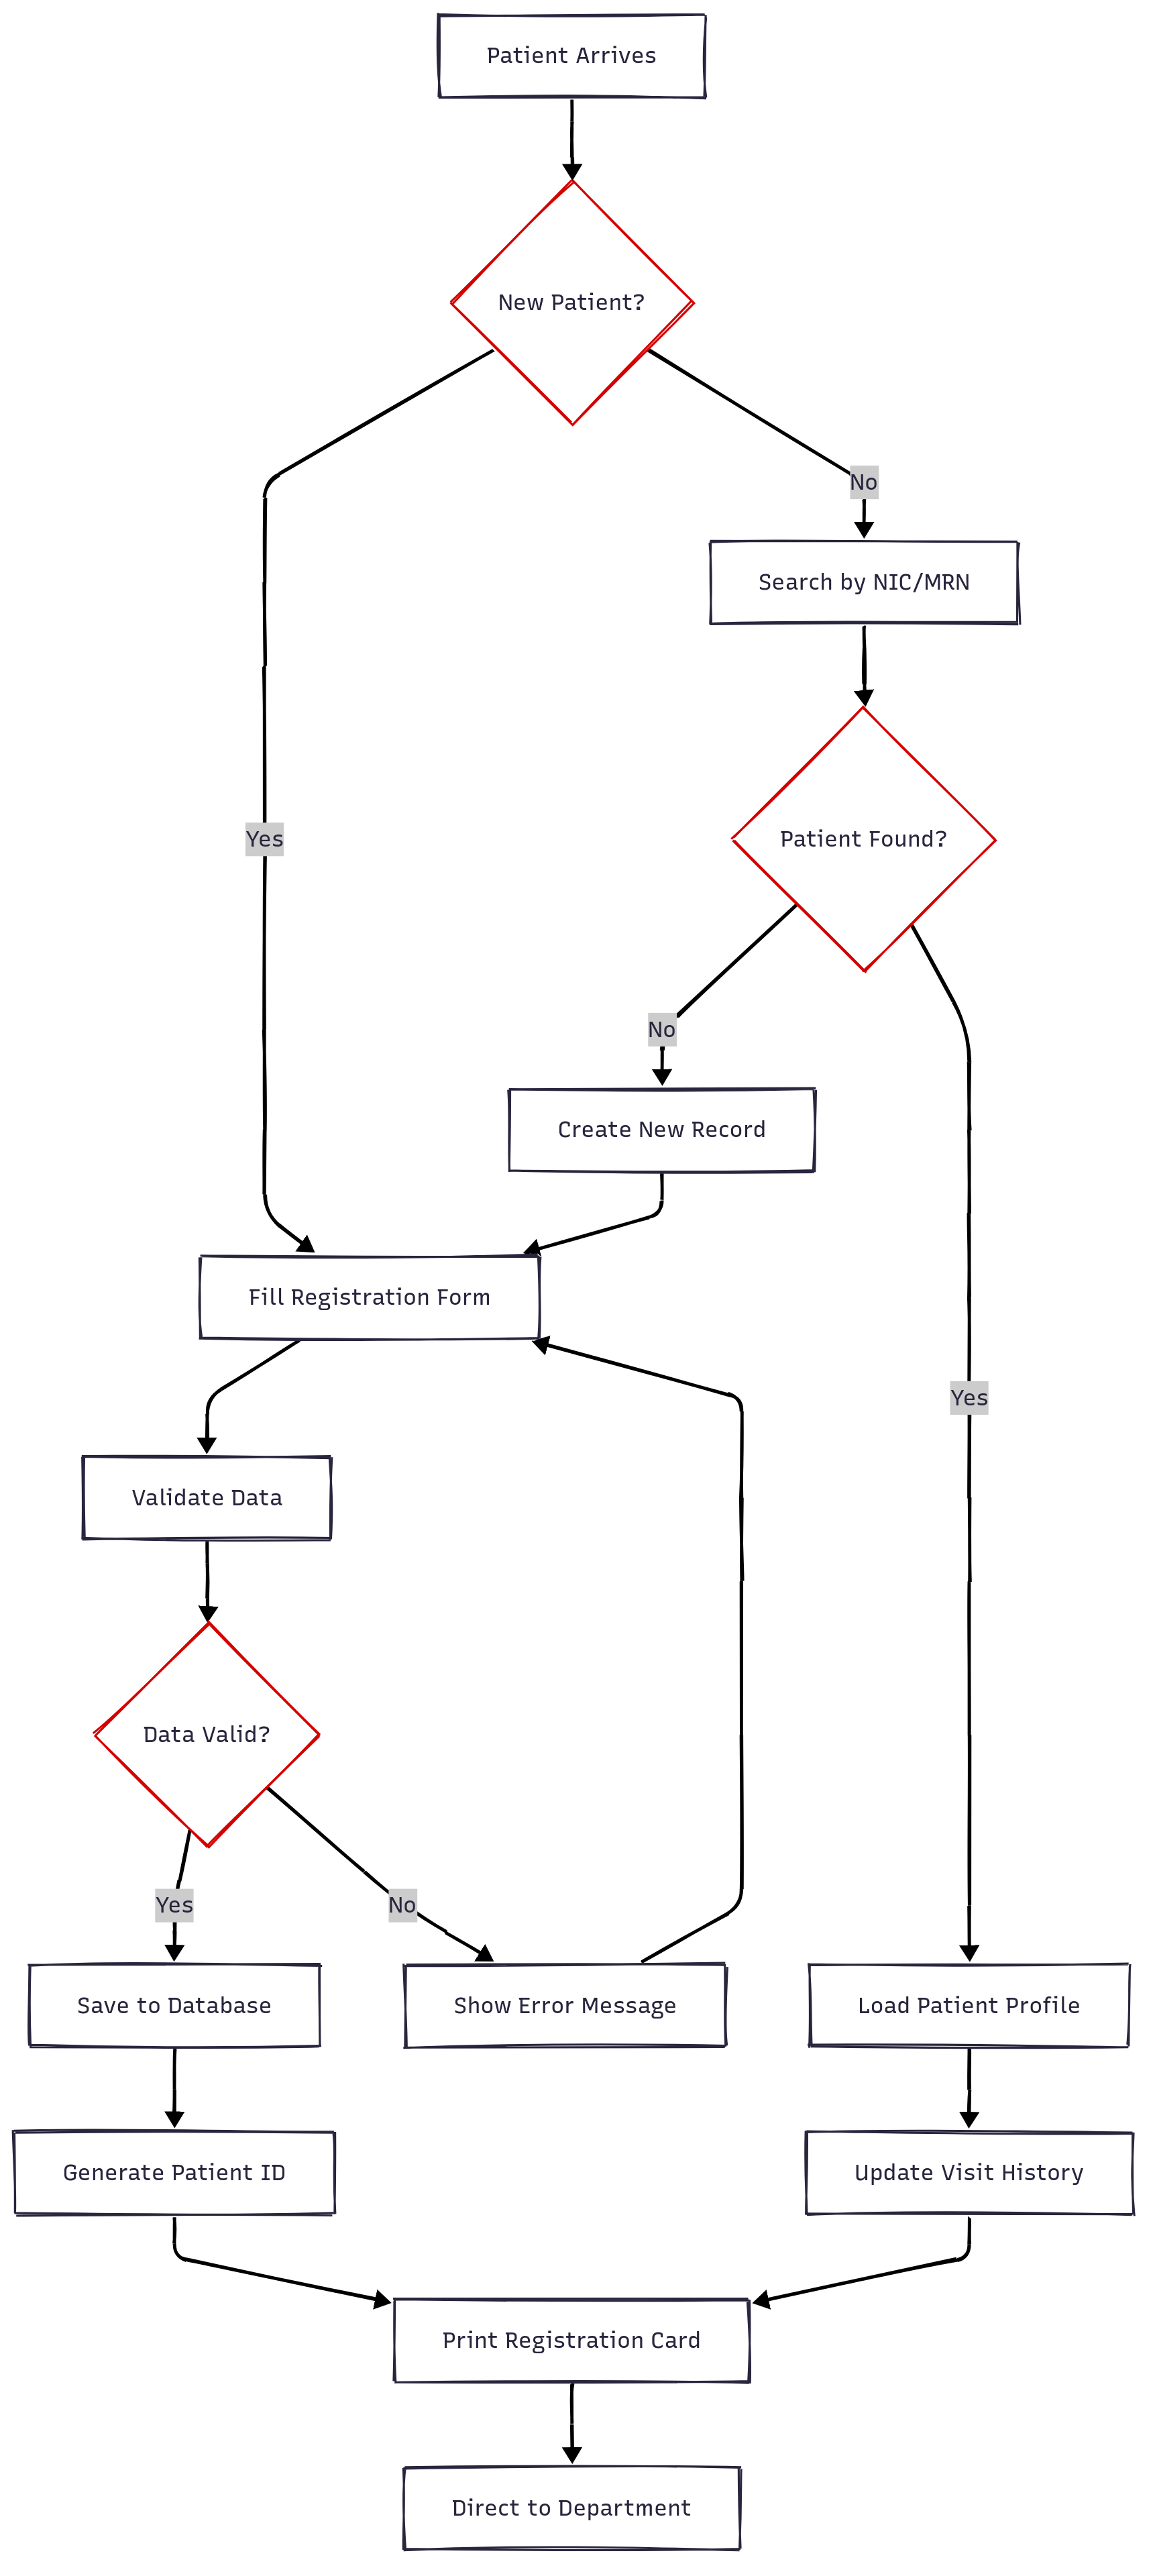 Patient Arrives
New Patient?
No
Search by NIC/MRN
Yes
Patient Found?
No
Create New Record
Fill Registration Form
Yes
Validate Data
Data Valid?
Yes
No
Save to Database
Show Error Message
Load Patient Profile
Generate Patient ID
Update Visit History
Print Registration Card
Direct to Department